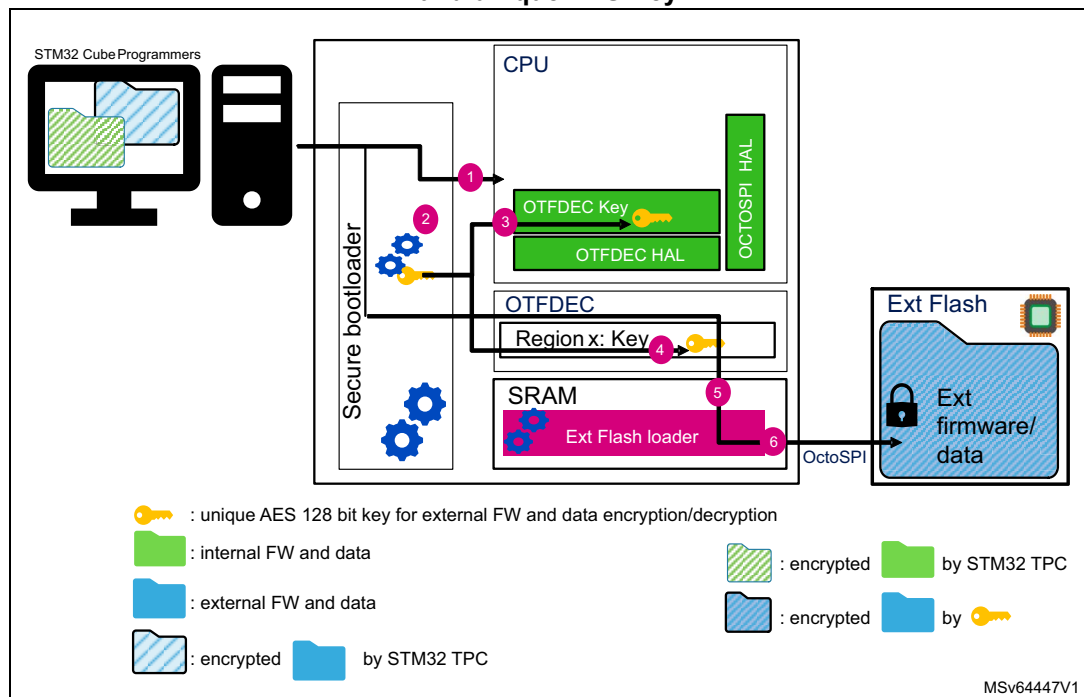 STM32 Cube Programmers
CPU
1
2
3
OTFDEC Key
OTFDEC HAL
OCTOSPI HAL
Secure bootloader
OTFDEC
Region x: Key
4
5
SRAM
Ext Flash loader
6
OctoSPI
Ext Flash
Ext
firmware/
data
: unique AES 128 bit key for external FW and data encryption/decryption
: internal FW and data
: external FW and data
: encrypted by STM32 TPC
: encrypted by STM32 TPC
: encrypted by
MSv64447V1